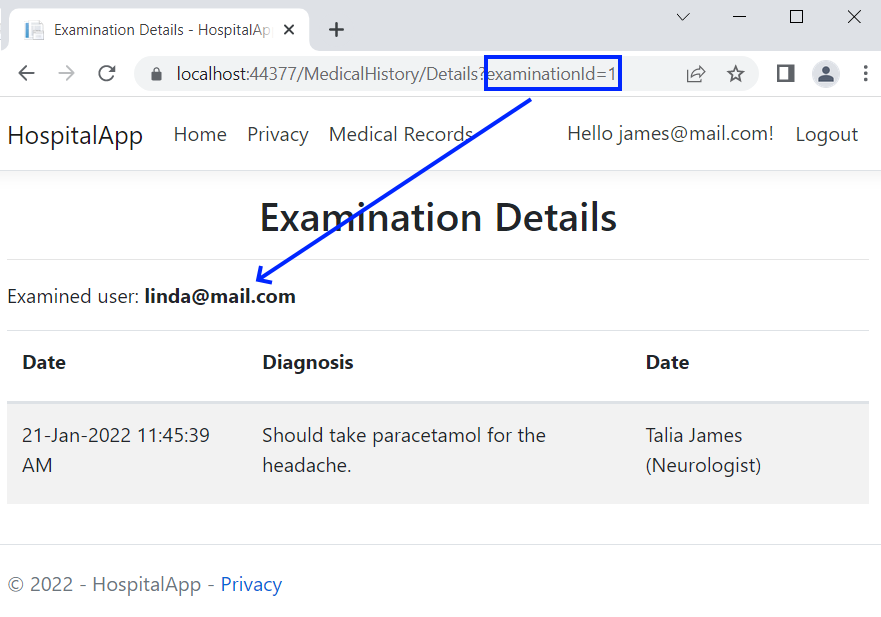 Examination Details - HospitalAp
localhost:44377/MedicalHistory/Details?examinationId=1
HospitalApp Home Privacy Medical Records Hello james@mail.com! Logout
Examination Details
Examined user: linda@mail.com
Date Diagnosis Date
21-Jan-2022 11:45:39 Should take paracetamol for the Talia James
AM headache. (Neurologist)
© 2022 - HospitalApp - Privacy